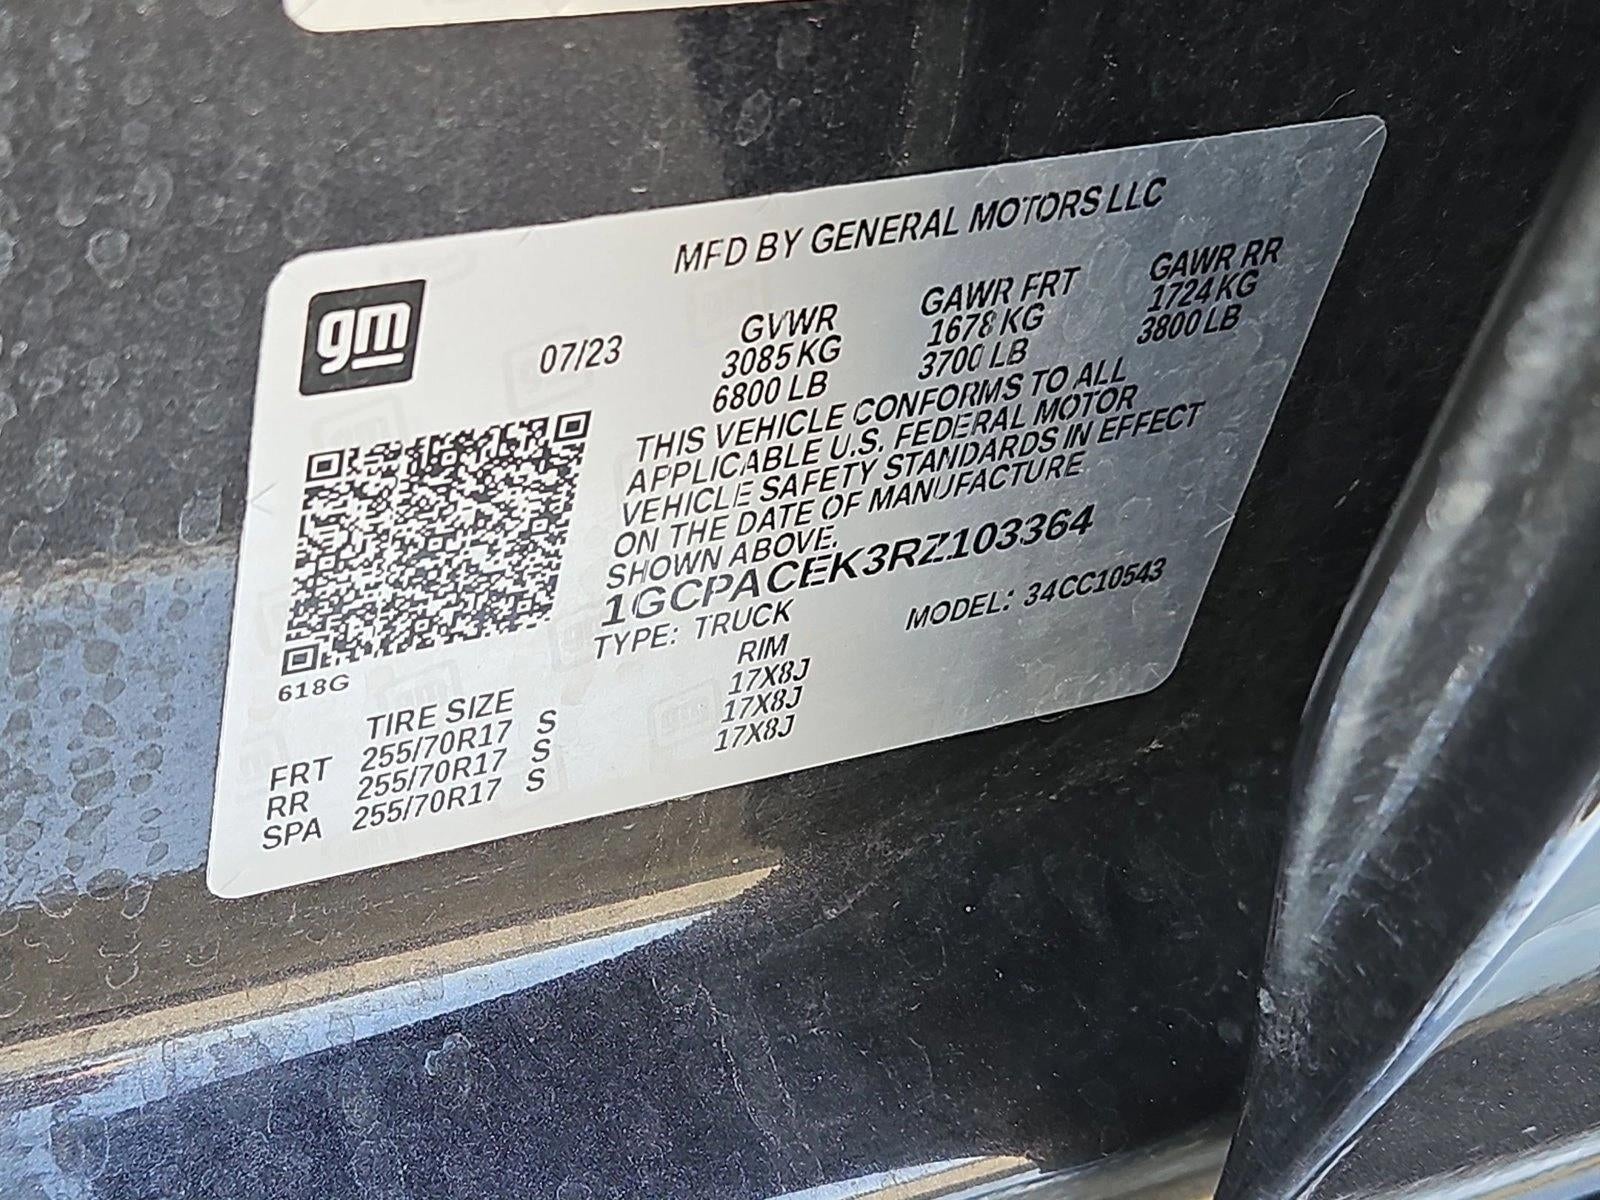 gm
MFD BY GENERAL MOTORS LLC
07/23
GVWR
3085 KG
6800 LB
GAWR FRT
1678 KG
3700 LB
GAWR RR
1724 KG
3800 LB
THIS VEHICLE CONFORMS TO ALL
APPLICABLE U.S. FEDERAL MOTOR
VEHICLE SAFETY STANDARDS IN EFFECT
ON THE DATE OF MANUFACTURE
SHOWN ABOVE.
1GCPACEK3RZ103364
TYPE: TRUCK MODEL: 34CC10543
618G
TIRE SIZE RIM
FRT 255/70R17 S 17X8J
RR 255/70R17 S 17X8J
SPA 255/70R17 S 17X8J